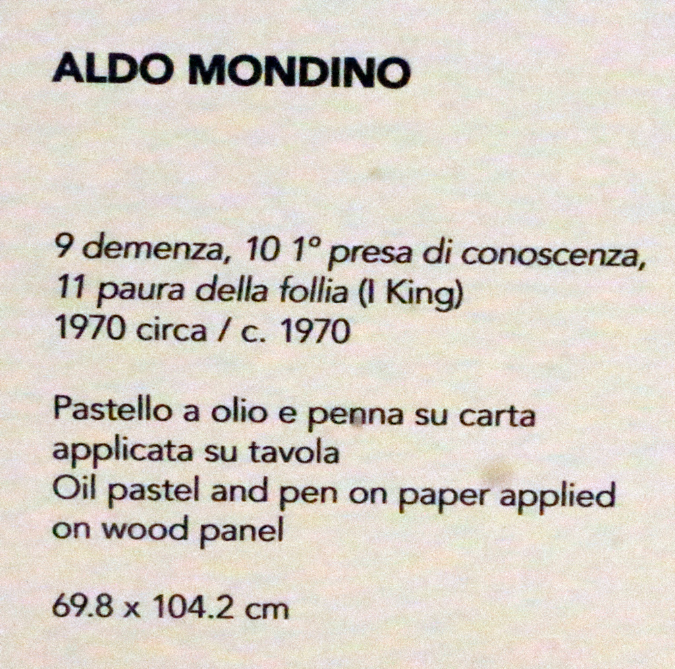 ALDO MONDINO
9 demenza, 10 1° presa di conoscenza,
11 paura della follia (I King)
1970 circa / c. 1970
Pastello a olio e penna su carta
applicata su tavola
Oil pastel and pen on paper applied
on wood panel
69.8 x 104.2 cm